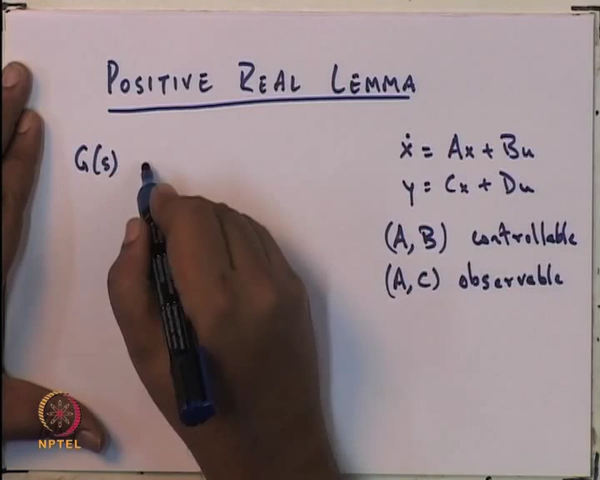 POSITIVE REAL LEMMA
G(s)
ẋ = Ax + Bu
y = Cx + Du
(A, B) controllable
(A, C) observable
NPTEL